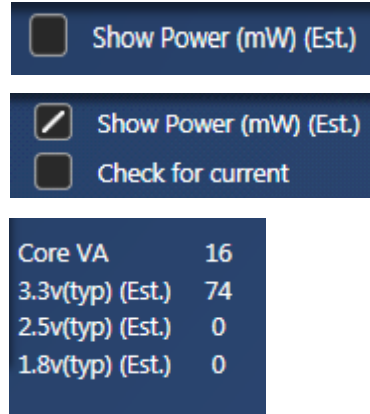 Show Power (mW) (Est.)
Show Power (mW) (Est.)
Check for current
Core VA 16
3.3v(typ) (Est.) 74
2.5v(typ) (Est.) 0
1.8v(typ) (Est.) 0